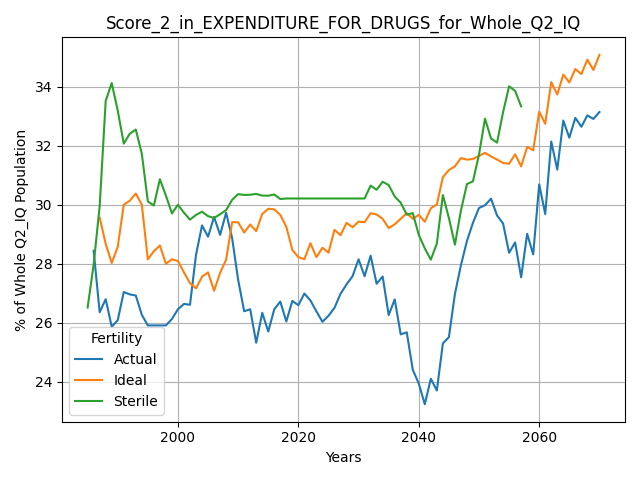 Score_2_in_EXPENDITURE_FOR_DRUGS_for_Whole_Q2_IQ
% of Whole Q2_IQ Population
34
32
30
28
26
24
Fertility
Actual
Ideal
Sterile
2000
2020
2040
2060
Years